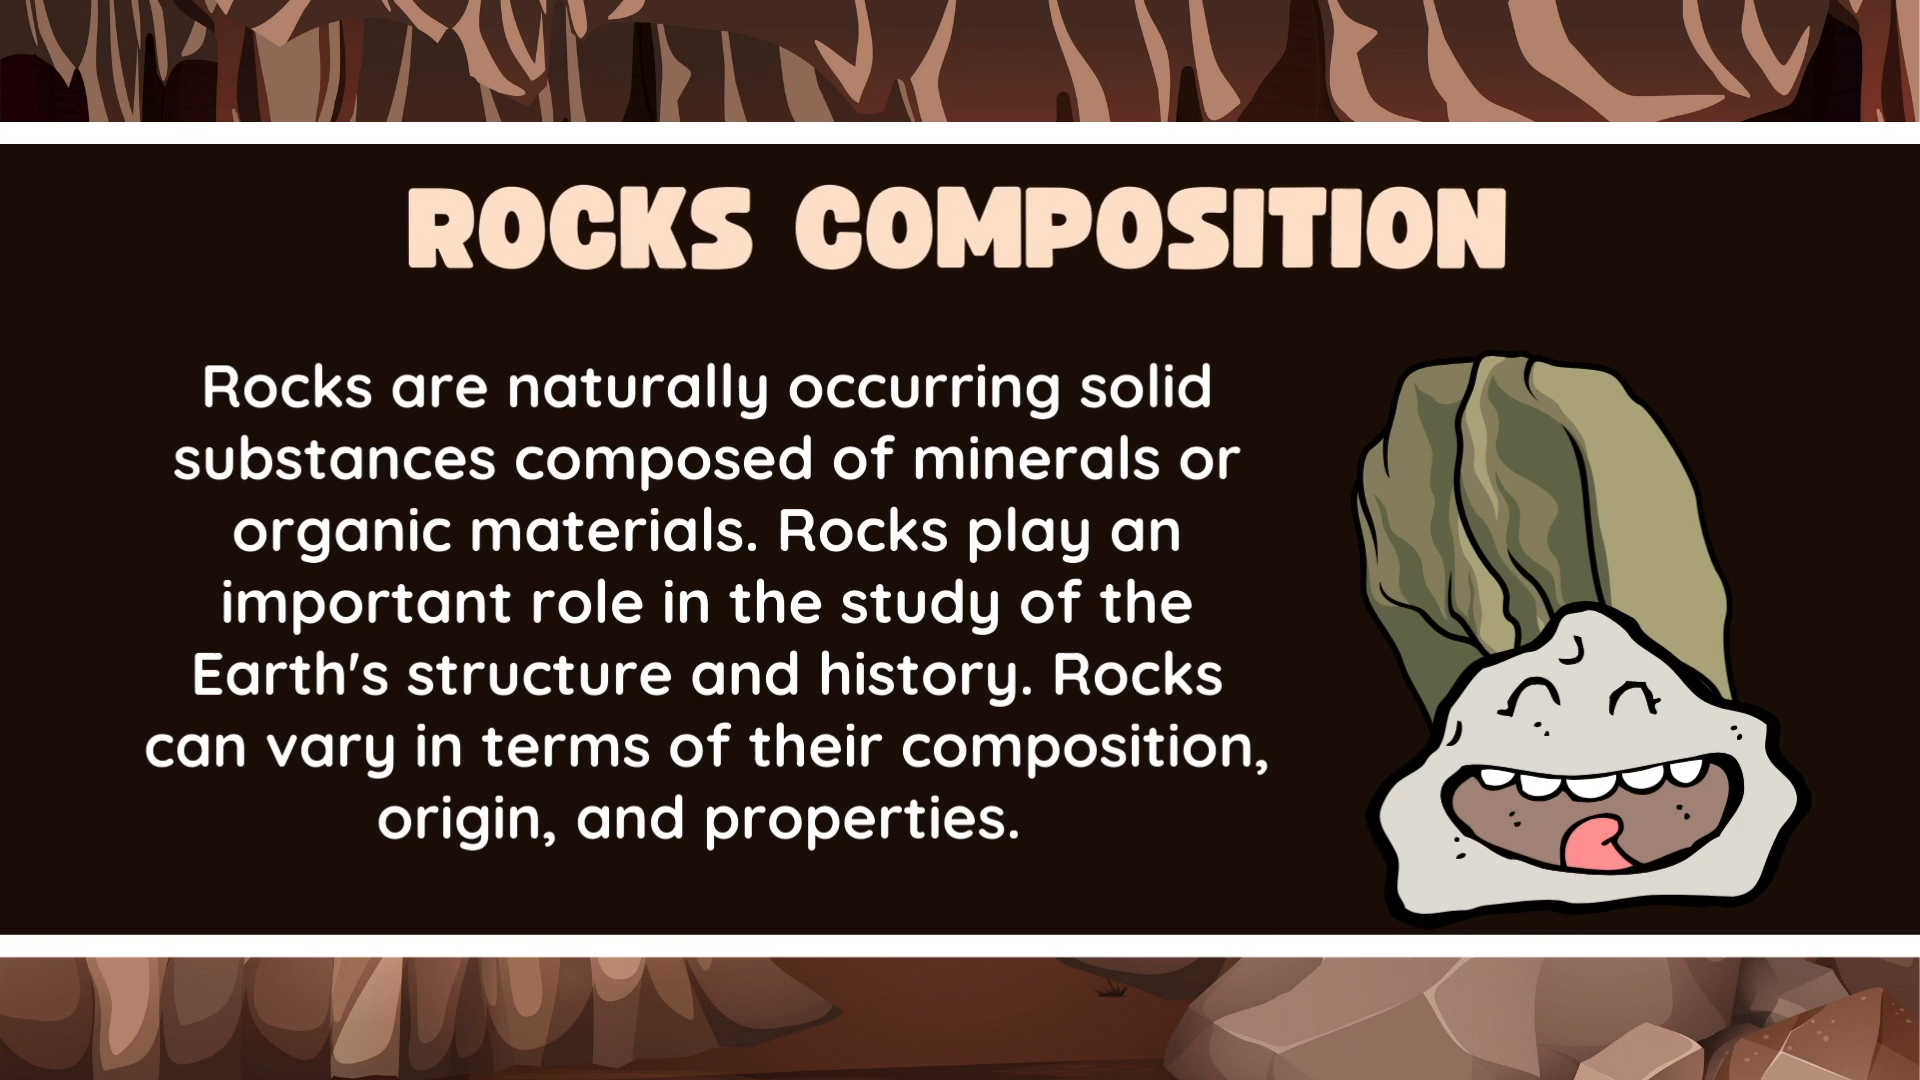 ROCKS COMPOSITION
Rocks are naturally occurring solid
substances composed of minerals or
organic materials. Rocks play an
important role in the study of the
Earth's structure and history. Rocks
can vary in terms of their composition,
origin, and properties.